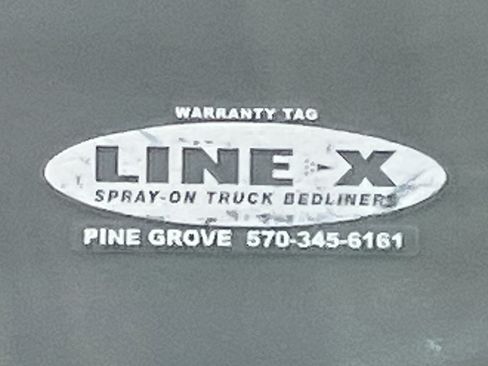 WARRANTY TAG
LINE-X
SPRAY-ON TRUCK BEDLINERS
PINE GROVE 570-345-6161